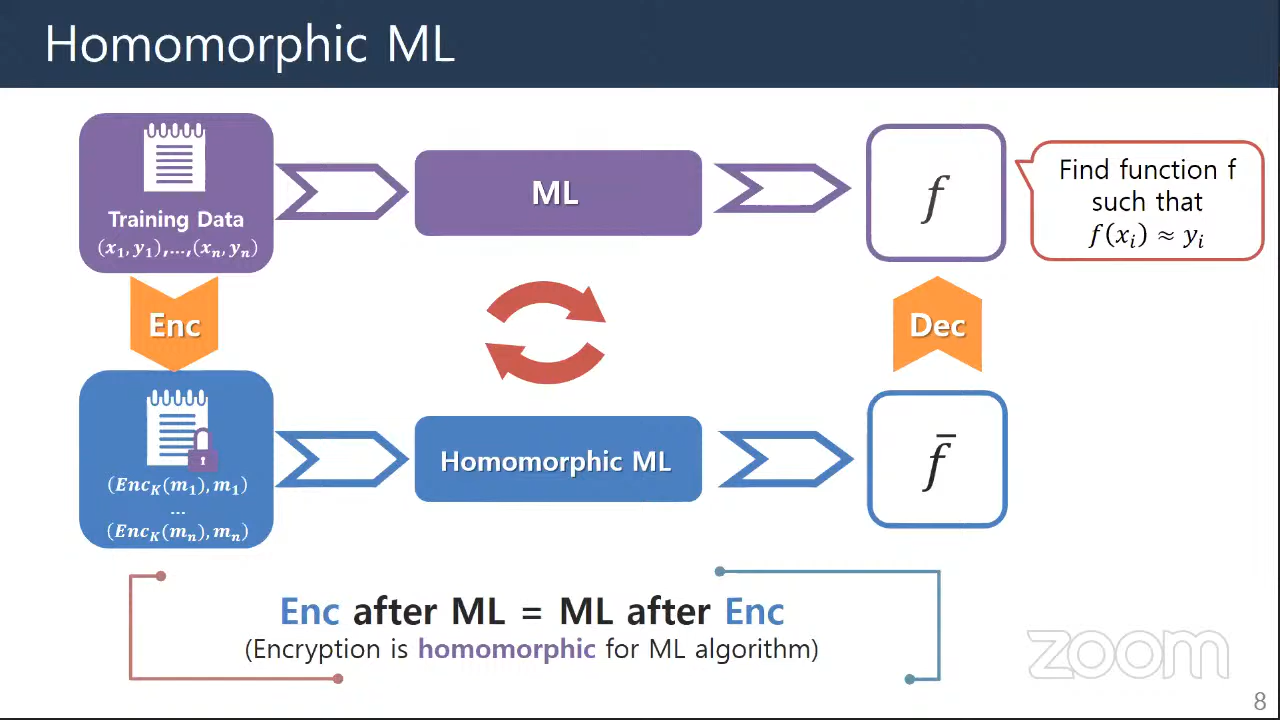 Homomorphic ML
Training Data
(x₁, y₁),...,(xₙ, yₙ)
ML
f
Find function f
such that
f(xᵢ) ≈ yᵢ
Enc
Dec
(Enc_K(m₁), m₁)
...
(Enc_K(mₙ), mₙ)
Homomorphic ML
f̄
Enc after ML = ML after Enc
(Encryption is homomorphic for ML algorithm)
zoom
8